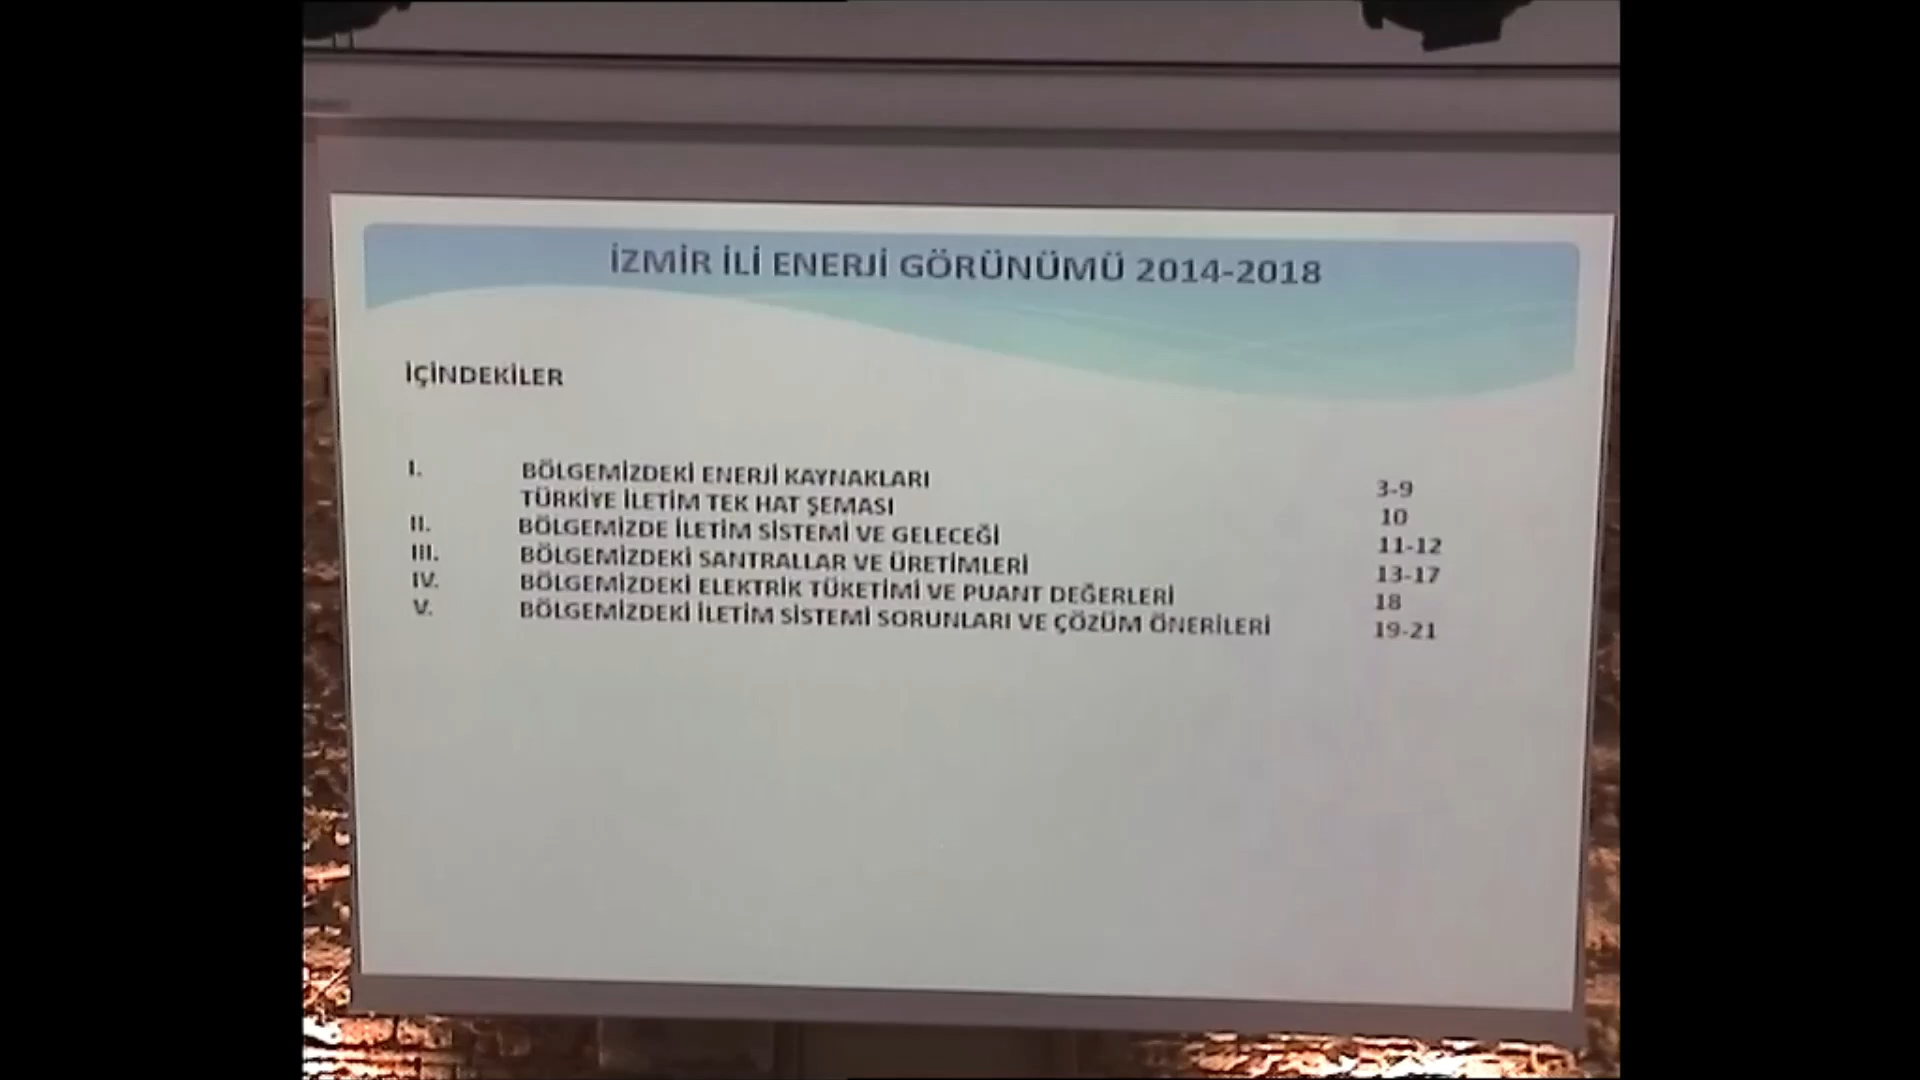 İZMİR İLİ ENERJİ GÖRÜNÜMÜ 2014-2018
İÇİNDEKİLER
I. BÖLGEMİZDEKİ ENERJİ KAYNAKLARI 3-9
TÜRKİYE İLETİM TEK HAT ŞEMASI 10
II. BÖLGEMİZDE İLETİM SİSTEMİ VE GELECEĞİ 11-12
III. BÖLGEMİZDEKİ SANTRALLAR VE ÜRETİMLERİ 13-17
IV. BÖLGEMİZDEKİ ELEKTRİK TÜKETİMİ VE PUANT DEĞERLERİ 18
V. BÖLGEMİZDEKİ İLETİM SİSTEMİ SORUNLARI VE ÇÖZÜM ÖNERİLERİ 19-21